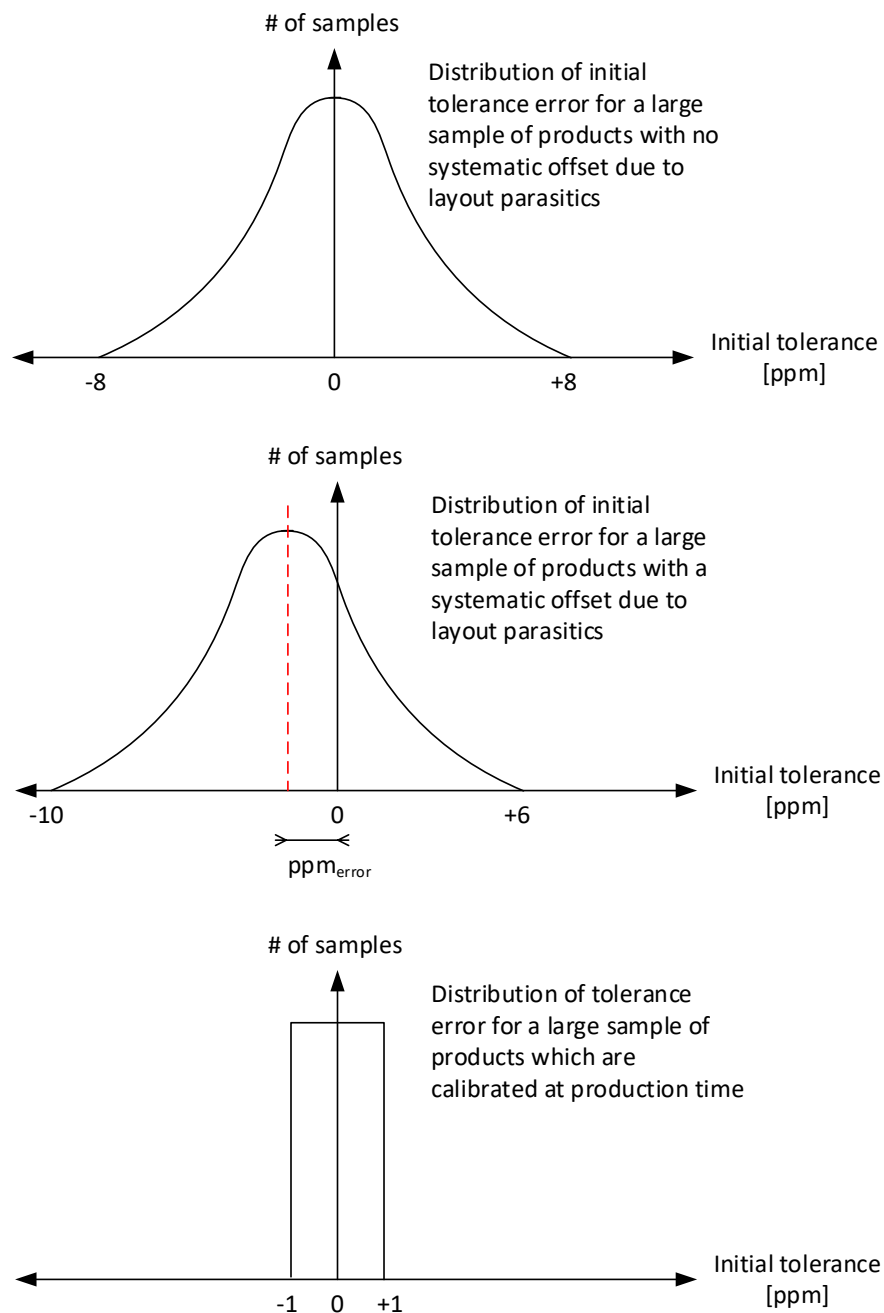 # of samples
Distribution of initial
tolerance error for a large
sample of products with no
systematic offset due to
layout parasitics
Initial tolerance
[ppm]
-8
0
+8
# of samples
Distribution of initial
tolerance error for a large
sample of products with a
systematic offset due to
layout parasitics
Initial tolerance
[ppm]
-10
0
+6
ppmerror
# of samples
Distribution of tolerance
error for a large sample of
products which are
calibrated at production time
Initial tolerance
[ppm]
-1
0
+1